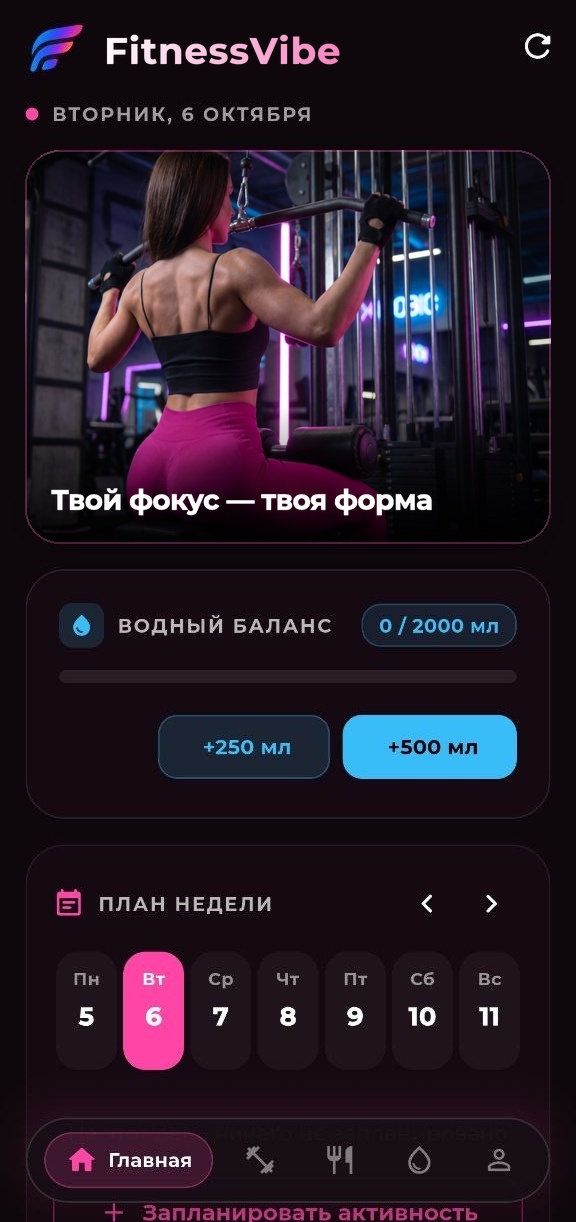 FitnessVibe
ВТОРНИК, 6 ОКТЯБРЯ
Твой фокус — твоя форма
ВОДНЫЙ БАЛАНС
0 / 2000 мл
+250 мл
+500 мл
ПЛАН НЕДЕЛИ
Пн Вт Ср Чт Пт Сб Вс
5 6 7 8 9 10 11
Главная
+ Запланировать активность